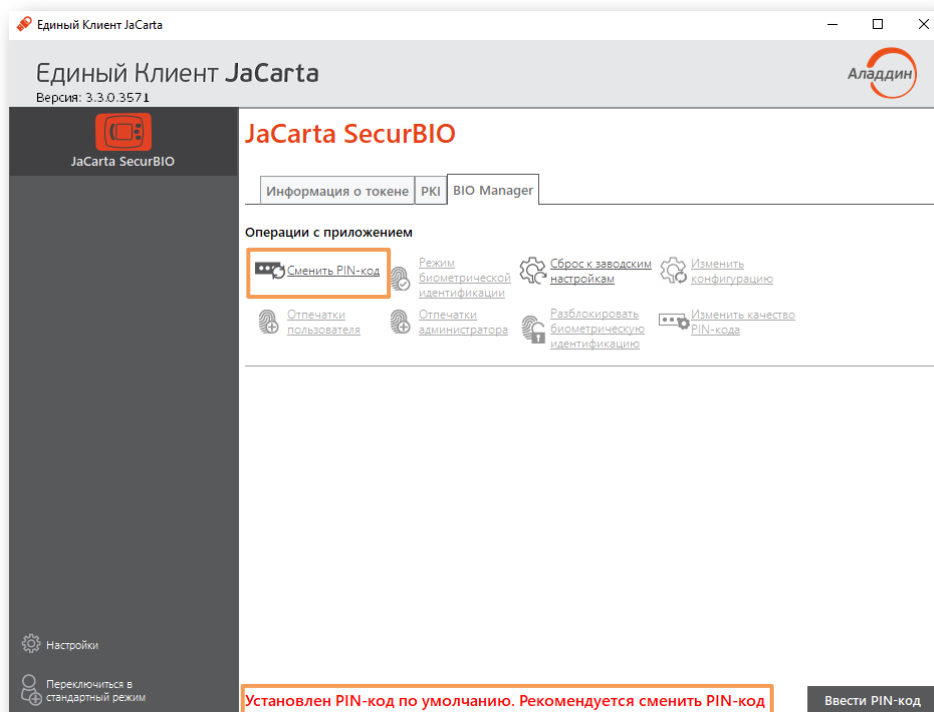 Единый Клиент JaCarta
Единый Клиент JaCarta
Версия: 3.3.0.3571
Аладдин
JaCarta SecurBIO
JaCarta SecurBIO
Информация о токене
PKI
BIO Manager
Операции с приложением
Сменить PIN-код
Режим
биометрической
идентификации
Сброс к заводским
настройкам
Изменить
конфигурацию
Отпечатки
пользователя
Отпечатки
администратора
Разблокировать
биометрическую
идентификацию
Изменить качество
PIN-кода
Настройки
Переключиться в
стандартный режим
Установлен PIN-код по умолчанию. Рекомендуется сменить PIN-код
Ввести PIN-код